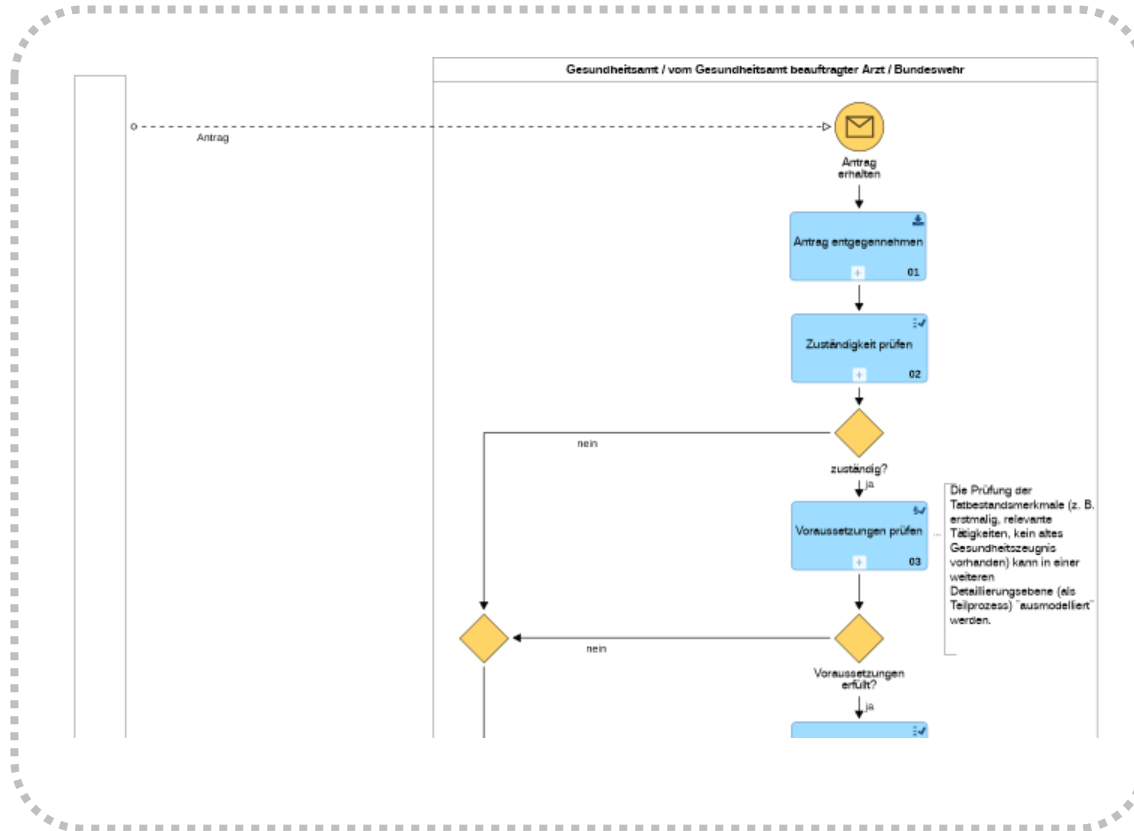 Gesundheitsamt / vom Gesundheitsamt beauftragter Arzt / Bundeswehr
Antrag
Antrag
erhalten
Antrag entgegennehmen
01
Zuständigkeit prüfen
02
nein
zuständig?
ja
Voraussetzungen prüfen
03
Die Prüfung der
Tatbestandsmerkmale (z. B.
erstmalig, relevante
Tätigkeiten, kein altes
Gesundheitszeugnis
vorhanden) kann in einer
weiteren
Detaillierungsebene (als
Teilprozess) "ausmodelliert"
werden.
nein
Voraussetzungen
erfüllt?
ja